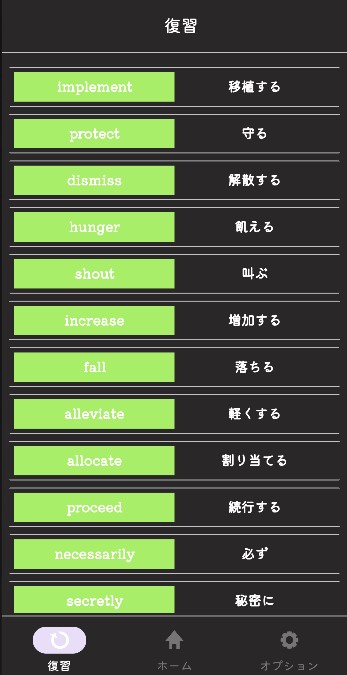 復習
implement 移植する
protect 守る
dismiss 解散する
hunger 飢える
shout 叫ぶ
increase 増加する
fall 落ちる
alleviate 軽くする
allocate 割り当てる
proceed 続行する
necessarily 必ず
secretly 秘密に
復習 ホーム オプション